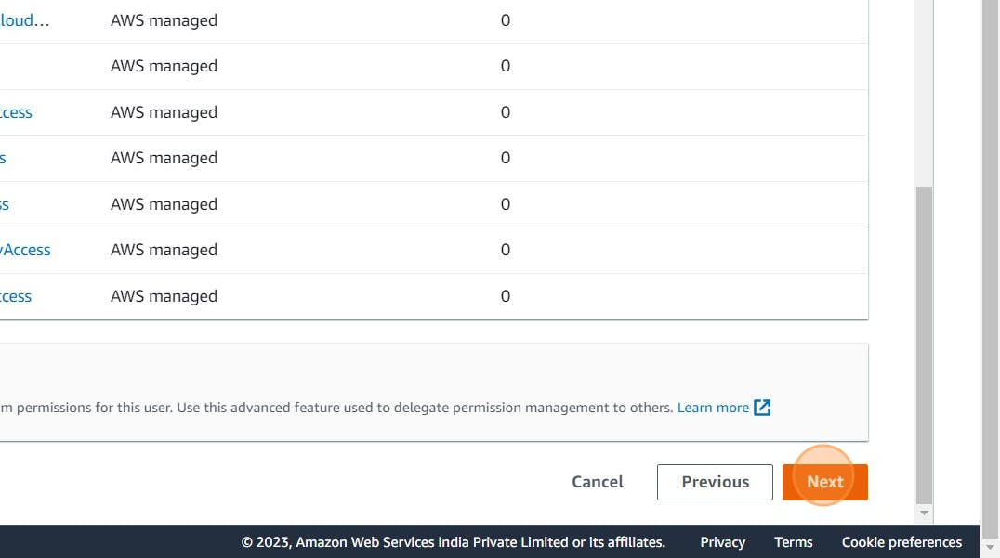 loud... AWS managed 0
AWS managed 0
ccess AWS managed 0
s AWS managed 0
ss AWS managed 0
yAccess AWS managed 0
ccess AWS managed 0
m permissions for this user. Use this advanced feature used to delegate permission management to others. Learn more
Cancel Previous Next
© 2023, Amazon Web Services India Private Limited or its affiliates. Privacy Terms Cookie preferences